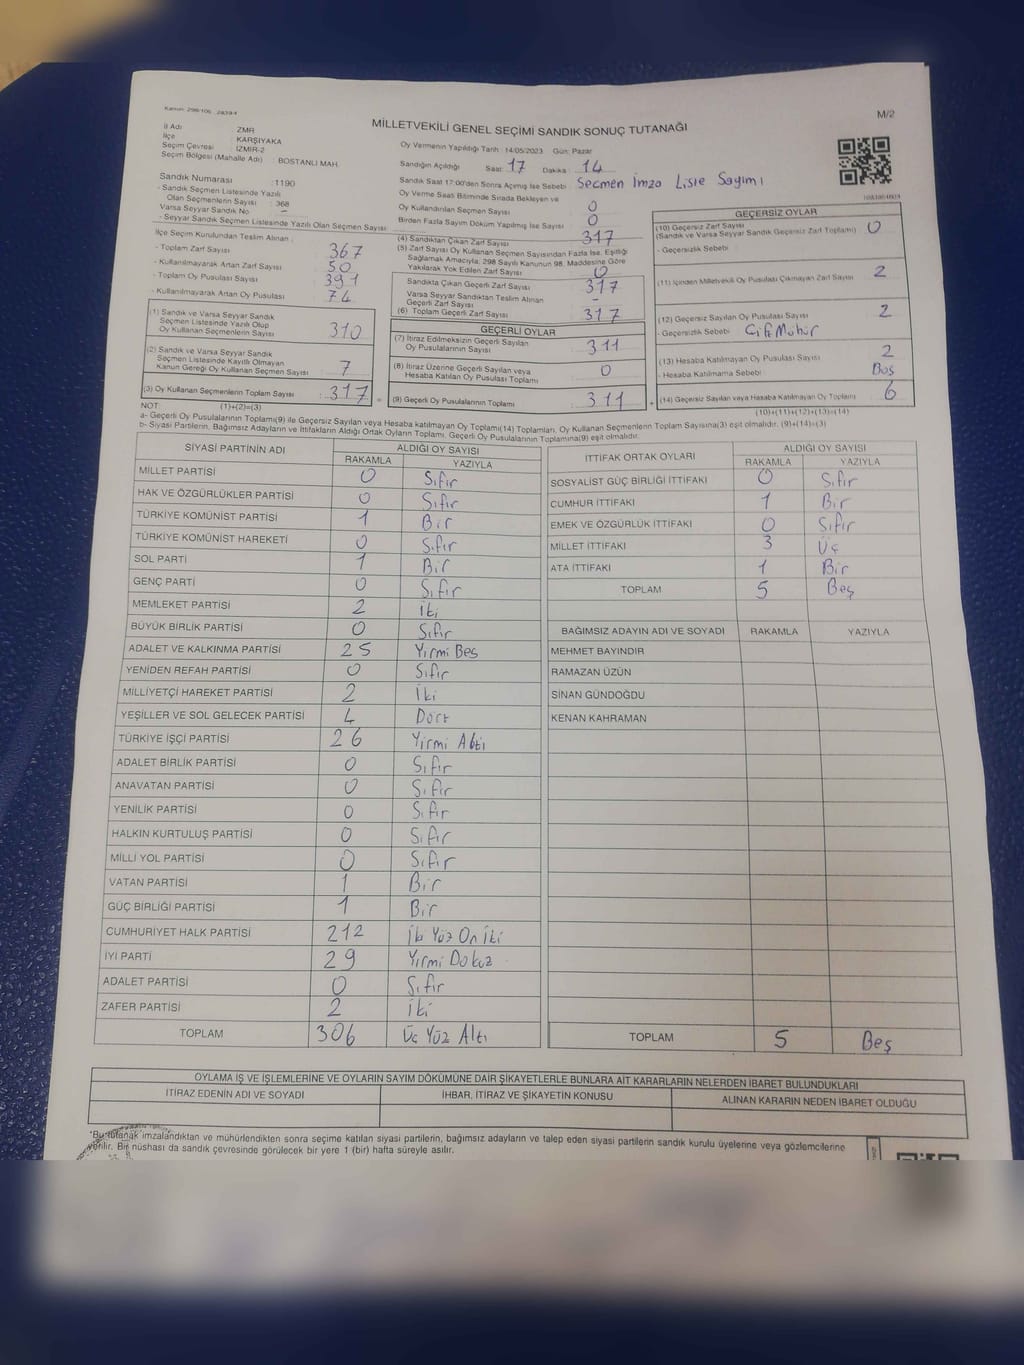 Kanun: 298/105 2839/4
M/2
MİLLETVEKİLİ GENEL SEÇİMİ SANDIK SONUÇ TUTANAĞI
İl Adı : ZMR
İlçe : KARŞIYAKA
Seçim Çevresi : İZMİR-2
Seçim Bölgesi (Mahalle Adı) : BOSTANLI MAH.
Sandık Numarası : 1190
- Sandık Seçmen Listesinde Yazılı
Olan Seçmenlerin Sayısı : 368
Varsa Seyyar Sandık No : –
- Seyyar Sandık Seçmen Listesinde Yazılı Olan Seçmen Sayısı:
İlçe Seçim Kurulundan Teslim Alınan :
- Toplam Zarf Sayısı 367
- Kullanılmayarak Artan Zarf Sayısı 50
- Toplam Oy Pusulası Sayısı 391
- Kullanılmayarak Artan Oy Pusulası 74
(1) Sandık ve Varsa Seyyar Sandık
Seçmen Listesinde Yazılı Olup
Oy Kullanan Seçmenlerin Sayısı : 310
(2) Sandık ve Varsa Seyyar Sandık
Seçmen Listesinde Kayıtlı Olmayan
Kanun Gereği Oy Kullanan Seçmen Sayısı : 7
(3) Oy Kullanan Seçmenlerin Toplam Sayısı : 317
Oy Vermenin Yapıldığı Tarih : 14/05/2023 Gün: Pazar
Sandığın Açıldığı Saat: 17 Dakika : 14
Sandık Saat 17:00'den Sonra Açılmış İse Sebebi : Seçmen İmza Liste Sayımı
Oy Verme Saati Bitiminde Sırada Bekleyen ve
Oy Kullandırılan Seçmen Sayısı : 0
Birden Fazla Sayım Döküm Yapılmış İse Sayısı : 0
(4) Sandıktan Çıkan Zarf Sayısı : 317
(5) Zarf Sayısı Oy Kullanan Seçmen Sayısından Fazla İse, Eşitliği
Sağlamak Amacıyla; 298 Sayılı Kanunun 98. Maddesine Göre
Yakılarak Yok Edilen Zarf Sayısı : 0
Sandıkta Çıkan Geçerli Zarf Sayısı : 317
Varsa Seyyar Sandıktan Teslim Alınan
Geçerli Zarf Sayısı : –
(6) Toplam Geçerli Zarf Sayısı : 317
GEÇERLİ OYLAR
(7) İtiraz Edilmeksizin Geçerli Sayılan
Oy Pusulalarının Sayısı : 311
(8) İtiraz Üzerine Geçerli Sayılan veya
Hesaba Katılan Oy Pusulası Toplamı : 0
(9) Geçerli Oy Pusulalarının Toplamı : 311
GEÇERSİZ OYLAR
(10) Geçersiz Zarf Sayısı
(Sandık ve Varsa Seyyar Sandık Geçersiz Zarf Toplamı) : 0
- Geçersizlik Sebebi
(11) İçinden Milletvekili Oy Pusulası Çıkmayan Zarf Sayısı : 2
(12) Geçersiz Sayılan Oy Pusulası Sayısı : 2
- Geçersizlik Sebebi : Çift Mühür
(13) Hesaba Katılmayan Oy Pusulası Sayısı : 2
- Hesaba Katılmama Sebebi : Boş
(14) Geçersiz Sayılan veya Hesaba Katılmayan Oy Toplamı : 6
NOT: (1)+(2)=(3)
(10)+(11)+(12)+(13)=(14)
a- Geçerli Oy Pusulalarının Toplamı(9) ile Geçersiz Sayılan veya Hesaba katılmayan Oy Toplamı(14) Toplamları, Oy Kullanan Seçmenlerin Toplam Sayısına(3) eşit olmalıdır. (9)+(14)=(3)
b- Siyasi Partilerin, Bağımsız Adayların ve İttifakların Aldığı Ortak Oyların Toplamı, Geçerli Oy Pusulalarının Toplamına(9) eşit olmalıdır.
SİYASİ PARTİNİN ADI ALDIĞI OY SAYISI
RAKAMLA YAZIYLA
MİLLET PARTİSİ 0 Sıfır
HAK VE ÖZGÜRLÜKLER PARTİSİ 0 Sıfır
TÜRKİYE KOMÜNİST PARTİSİ 1 Bir
TÜRKİYE KOMÜNİST HAREKETİ 0 Sıfır
SOL PARTİ 1 Bir
GENÇ PARTİ 0 Sıfır
MEMLEKET PARTİSİ 2 İki
BÜYÜK BİRLİK PARTİSİ 0 Sıfır
ADALET VE KALKINMA PARTİSİ 25 Yirmi Beş
YENİDEN REFAH PARTİSİ 0 Sıfır
MİLLİYETÇİ HAREKET PARTİSİ 2 İki
YEŞİLLER VE SOL GELECEK PARTİSİ 4 Dört
TÜRKİYE İŞÇİ PARTİSİ 26 Yirmi Altı
ADALET BİRLİK PARTİSİ 0 Sıfır
ANAVATAN PARTİSİ 0 Sıfır
YENİLİK PARTİSİ 0 Sıfır
HALKIN KURTULUŞ PARTİSİ 0 Sıfır
MİLLİ YOL PARTİSİ 0 Sıfır
VATAN PARTİSİ 1 Bir
GÜÇ BİRLİĞİ PARTİSİ 1 Bir
CUMHURİYET HALK PARTİSİ 212 İki Yüz On İki
İYİ PARTİ 29 Yirmi Dokuz
ADALET PARTİSİ 0 Sıfır
ZAFER PARTİSİ 2 İki
TOPLAM 306 Üç Yüz Altı
İTTİFAK ORTAK OYLARI ALDIĞI OY SAYISI
RAKAMLA YAZIYLA
SOSYALİST GÜÇ BİRLİĞİ İTTİFAKI 0 Sıfır
CUMHUR İTTİFAKI 1 Bir
EMEK VE ÖZGÜRLÜK İTTİFAKI 0 Sıfır
MİLLET İTTİFAKI 3 Üç
ATA İTTİFAKI 1 Bir
TOPLAM 5 Beş
BAĞIMSIZ ADAYIN ADI VE SOYADI RAKAMLA YAZIYLA
MEHMET BAYINDIR
RAMAZAN ÜZÜN
SİNAN GÜNDOĞDU
KENAN KAHRAMAN
TOPLAM 5 Beş
OYLAMA İŞ VE İŞLEMLERİNE VE OYLARIN SAYIM DÖKÜMÜNE DAİR ŞİKAYETLERLE BUNLARA AİT KARARLARIN NELERDEN İBARET BULUNDUKLARI
İTİRAZ EDENİN ADI VE SOYADI İHBAR, İTİRAZ VE ŞİKAYETİN KONUSU ALINAN KARARIN NEDEN İBARET OLDUĞU
*Bu tutanak imzalandıktan ve mühürlendikten sonra seçime katılan siyasi partilerin, bağımsız adayların ve talep eden siyasi partilerin sandık kurulu üyelerine veya gözlemcilerine
verilir. Bir nüshası da sandık çevresinde görülecek bir yere 1 (bir) hafta süreyle asılır.